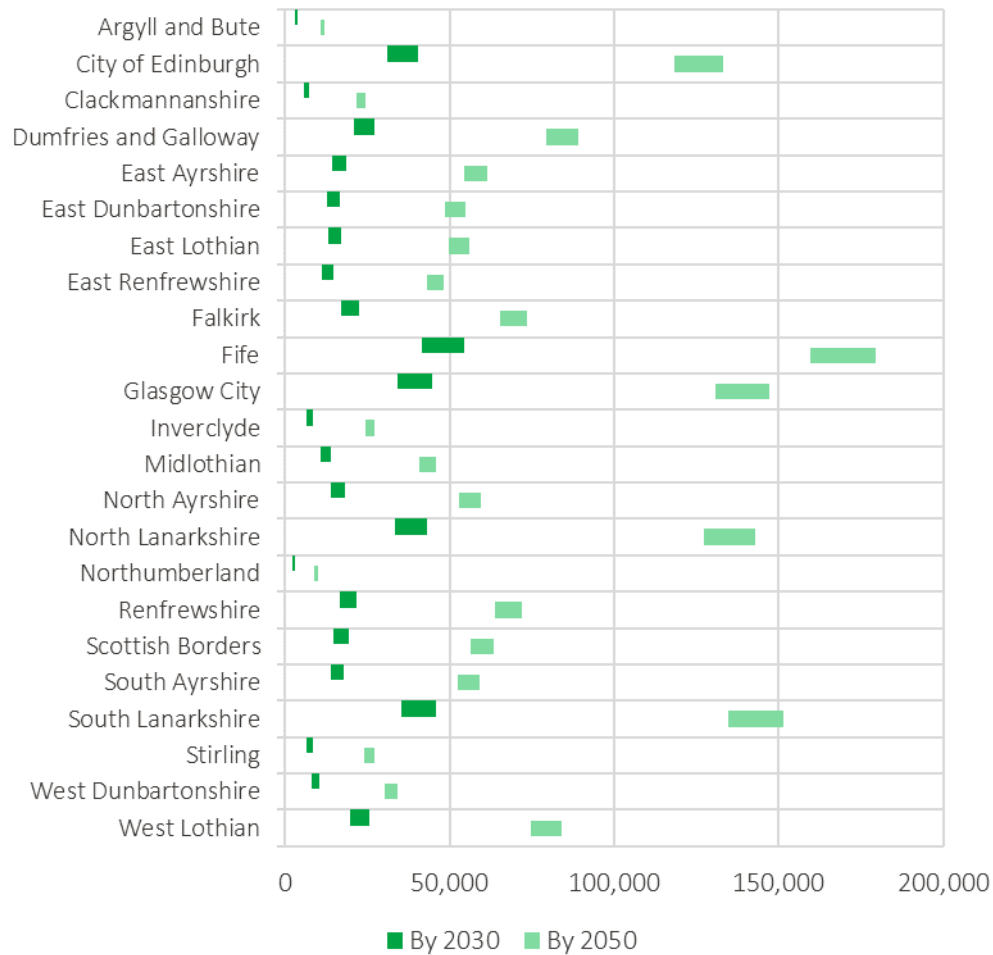 Argyll and Bute
City of Edinburgh
Clackmannanshire
Dumfries and Galloway
East Ayrshire
East Dunbartonshire
East Lothian
East Renfrewshire
Falkirk
Fife
Glasgow City
Inverclyde
Midlothian
North Ayrshire
North Lanarkshire
Northumberland
Renfrewshire
Scottish Borders
South Ayrshire
South Lanarkshire
Stirling
West Dunbartonshire
West Lothian
0 50,000 100,000 150,000 200,000
By 2030 By 2050